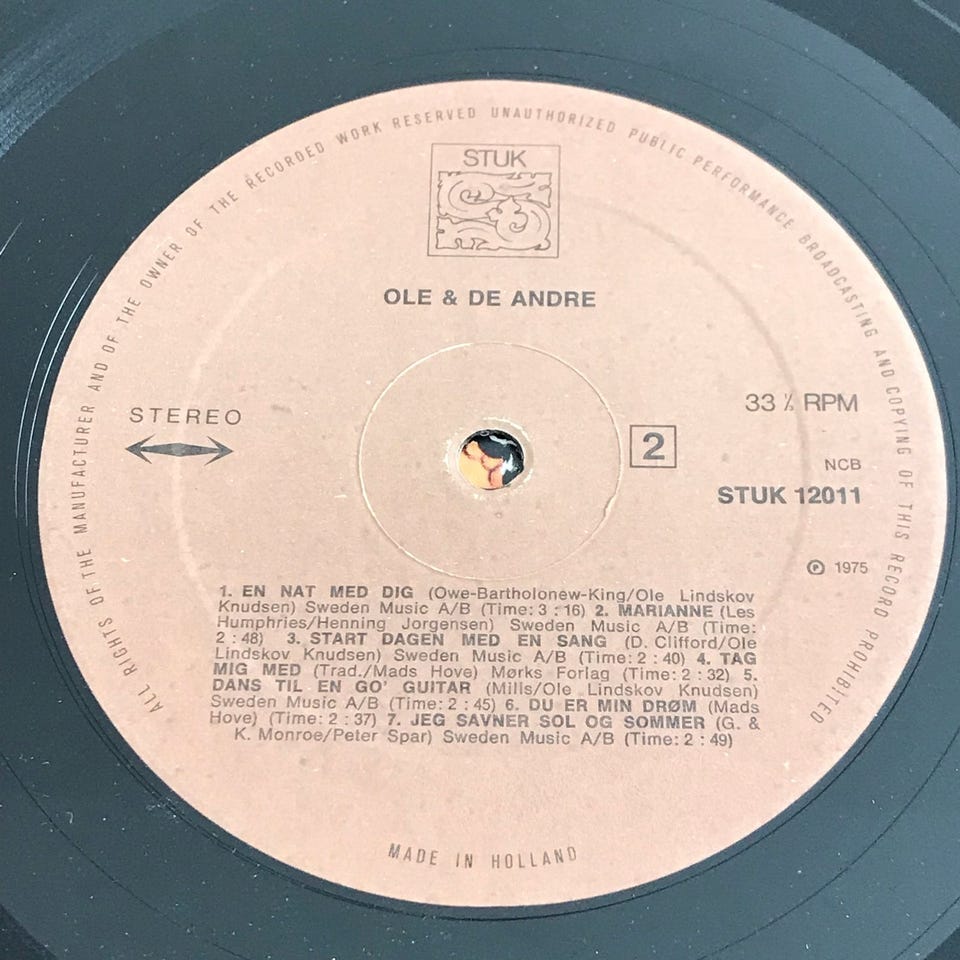 ALL RIGHTS OF THE MANUFACTURER AND OF THE OWNER OF THE RECORDED WORK RESERVED UNAUTHORIZED PUBLIC PERFORMANCE BROADCASTING AND COPYING OF THIS RECORD PROHIBITED
STUK
OLE & DE ANDRE
STEREO
33 ⅓ RPM
2
NCB
STUK 12011
Ⓟ 1975
1. EN NAT MED DIG (Owe-Bartholonew-King/Ole Lindskov
Knudsen) Sweden Music A/B (Time: 3 : 16) 2. MARIANNE (Les
Humphries/Henning Jorgensen) Sweden Music A/B (Time:
2 : 48) 3. START DAGEN MED EN SANG (D. Clifford/Ole
Lindskov Knudsen) Sweden Music A/B (Time: 2 : 40) 4. TAG
MIG MED (Trad./Mads Hove) Mørks Forlag (Time: 2 : 32) 5.
DANS TIL EN GO' GUITAR (Mills/Ole Lindskov Knudsen)
Sweden Music A/B (Time: 2 : 45) 6. DU ER MIN DRØM (Mads
Hove) (Time: 2 : 37) 7. JEG SAVNER SOL OG SOMMER (G. &
K. Monroe/Peter Spar) Sweden Music A/B (Time: 2 : 49)
MADE IN HOLLAND